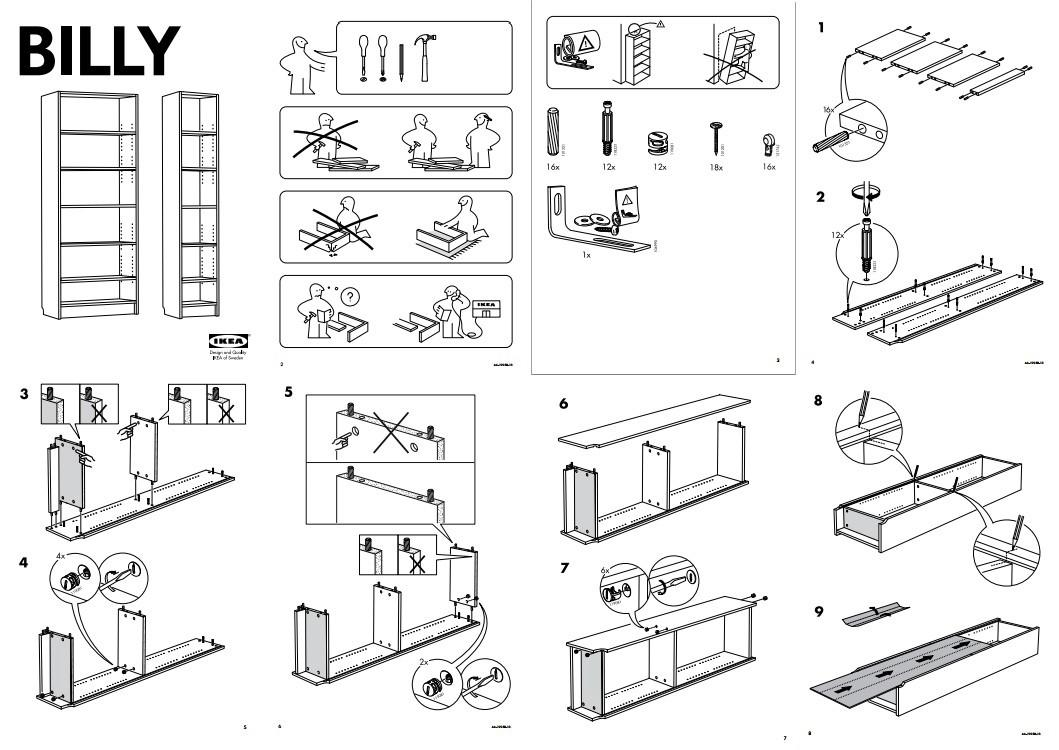 BILLY
IKEA
Design and Quality
IKEA of Sweden
?
IKEA
2
16x
12x
12x
18x
16x
1x
3
1
16x
2
12x
4
3
4
4x
5
5
2x
6
6
7
6x
7
8
9
8